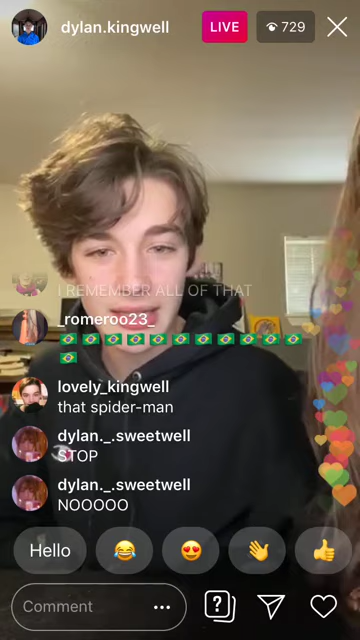 dylan.kingwell
LIVE
729
I REMEMBER ALL OF THAT
_romeroo23_
🇧🇷🇧🇷🇧🇷🇧🇷🇧🇷🇧🇷🇧🇷🇧🇷🇧🇷🇧🇷🇧🇷
🇧🇷
lovely_kingwell
that spider-man
dylan._.sweetwell
STOP
dylan._.sweetwell
NOOOOO
Hello 😂 😍 👋 👍
Comment